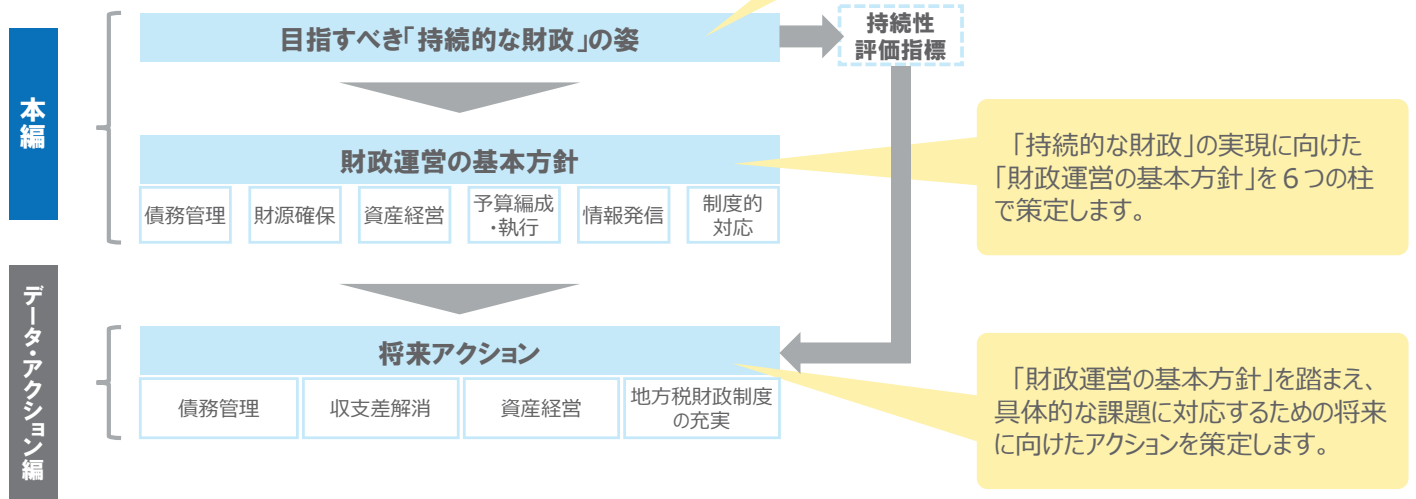 本編
目指すべき「持続的な財政」の姿
持続性
評価指標
財政運営の基本方針
債務管理
財源確保
資産経営
予算編成
・執行
情報発信
制度的
対応
「持続的な財政」の実現に向けた
「財政運営の基本方針」を６つの柱
で策定します。
データ・アクション編
将来アクション
債務管理
収支差解消
資産経営
地方税財政制度
の充実
「財政運営の基本方針」を踏まえ、
具体的な課題に対応するための将来
に向けたアクションを策定します。